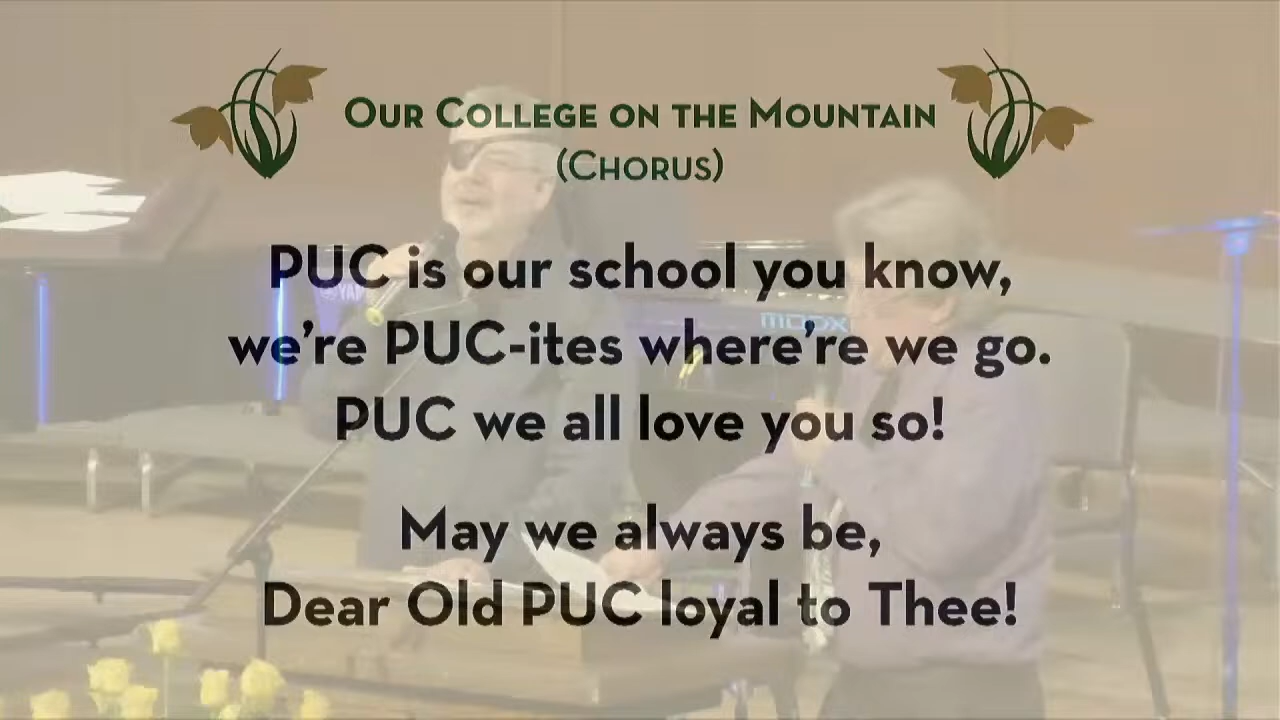 Our College on the Mountain
(Chorus)
PUC is our school you know,
we're PUC-ites where're we go.
PUC we all love you so!
May we always be,
Dear Old PUC loyal to Thee!
MODX